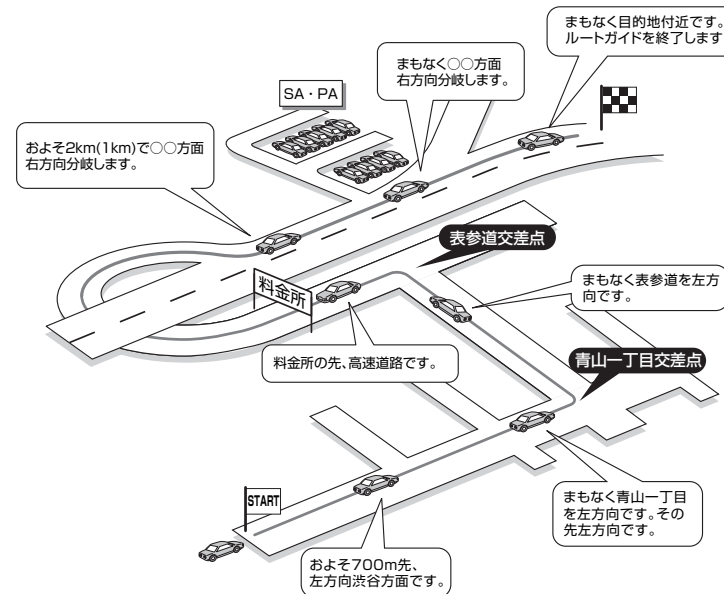 まもなく目的地付近です。
ルートガイドを終了します
まもなく○○方面
右方向分岐します。
SA・PA
およそ2km(1km)で○○方面
右方向分岐します。
表参道交差点
料金所
まもなく表参道を左方
向です。
料金所の先、高速道路です。
青山一丁目交差点
START
まもなく青山一丁目
を左方向です。その
先左方向です。
およそ700m先、
左方向渋谷方面です。